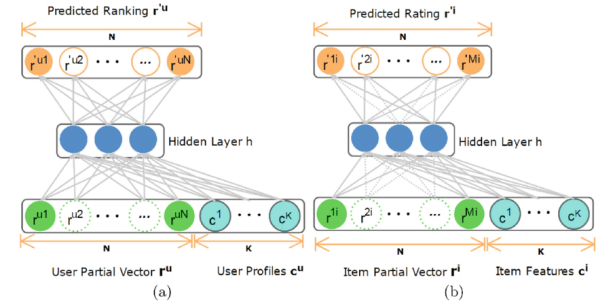 Predicted Ranking r'u
N
r'u1 r'u2 • • • ... r'uN
Hidden Layer h
ru1 ru2 • • • ... ruN c1 • • • cK
N K
User Partial Vector ru User Profiles cu
(a)
Predicted Rating r'i
N
r'1i r'2i • • • ... r'Mi
Hidden Layer h
r1i r2i • • • ... rMi c1 • • • cK
N K
Item Partial Vector ri Item Features ci
(b)